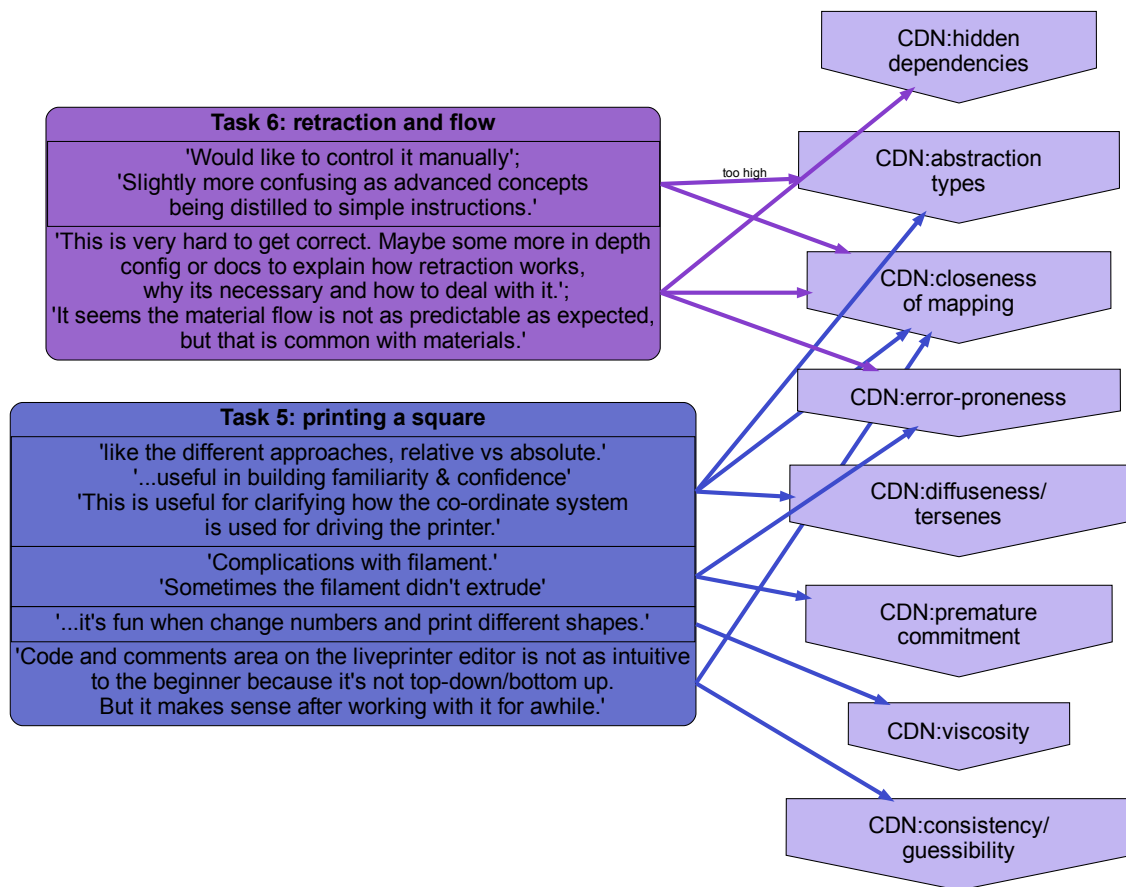 Task 6: retraction and flow
'Would like to control it manually';
'Slightly more confusing as advanced concepts
being distilled to simple instructions.'
'This is very hard to get correct. Maybe some more in depth
config or docs to explain how retraction works,
why its necessary and how to deal with it.';
'It seems the material flow is not as predictable as expected,
but that is common with materials.'
Task 5: printing a square
'like the different approaches, relative vs absolute.'
'...useful in building familiarity & confidence'
'This is useful for clarifying how the co-ordinate system
is used for driving the printer.'
'Complications with filament.'
'Sometimes the filament didn't extrude'
'...it's fun when change numbers and print different shapes.'
'Code and comments area on the liveprinter editor is not as intuitive
to the beginner because it's not top-down/bottom up.
But it makes sense after working with it for awhile.'
too high
CDN:hidden
dependencies
CDN:abstraction
types
CDN:closeness
of mapping
CDN:error-proneness
CDN:diffuseness/
tersenes
CDN:premature
commitment
CDN:viscosity
CDN:consistency/
guessibility